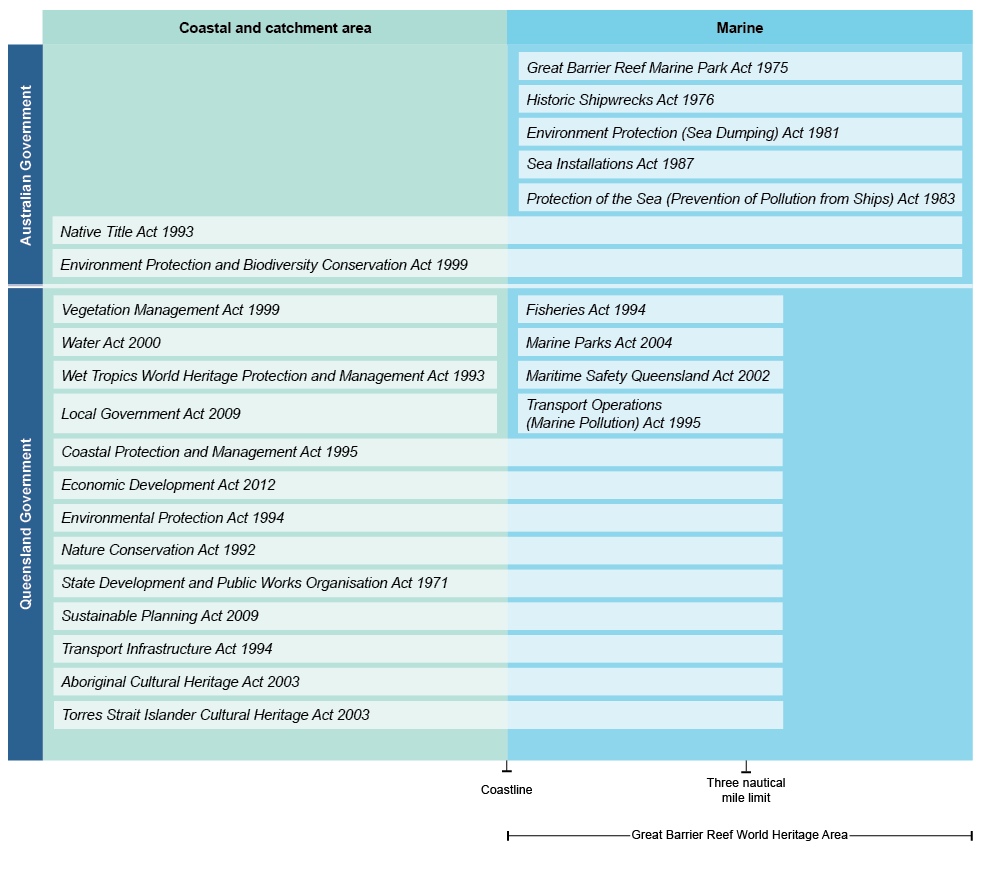 Coastal and catchment area
Marine
Australian Government
Great Barrier Reef Marine Park Act 1975
Historic Shipwrecks Act 1976
Environment Protection (Sea Dumping) Act 1981
Sea Installations Act 1987
Protection of the Sea (Prevention of Pollution from Ships) Act 1983
Native Title Act 1993
Environment Protection and Biodiversity Conservation Act 1999
Queensland Government
Vegetation Management Act 1999
Water Act 2000
Wet Tropics World Heritage Protection and Management Act 1993
Local Government Act 2009
Fisheries Act 1994
Marine Parks Act 2004
Maritime Safety Queensland Act 2002
Transport Operations
(Marine Pollution) Act 1995
Coastal Protection and Management Act 1995
Economic Development Act 2012
Environmental Protection Act 1994
Nature Conservation Act 1992
State Development and Public Works Organisation Act 1971
Sustainable Planning Act 2009
Transport Infrastructure Act 1994
Aboriginal Cultural Heritage Act 2003
Torres Strait Islander Cultural Heritage Act 2003
Coastline
Three nautical
mile limit
Great Barrier Reef World Heritage Area